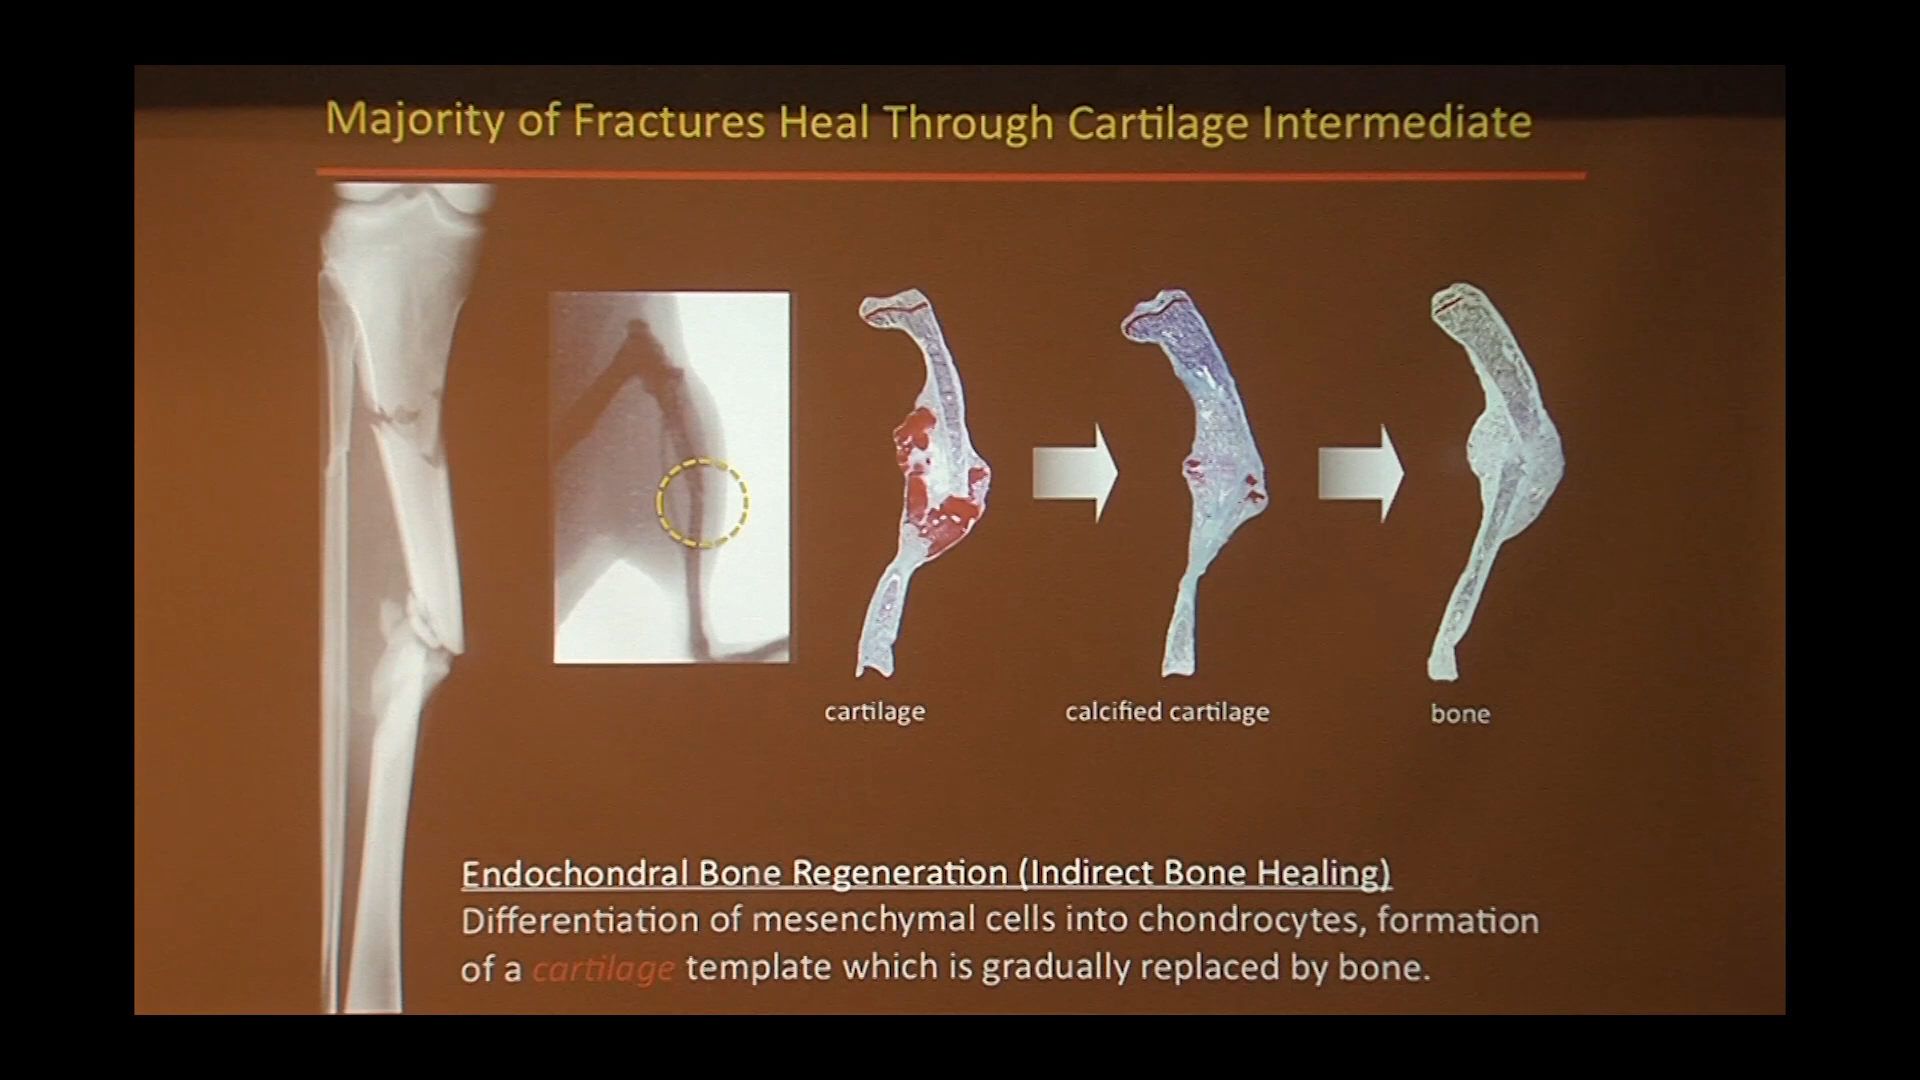 Majority of Fractures Heal Through Cartilage Intermediate
cartilage
calcified cartilage
bone
Endochondral Bone Regeneration (Indirect Bone Healing)
Differentiation of mesenchymal cells into chondrocytes, formation
of a cartilage template which is gradually replaced by bone.